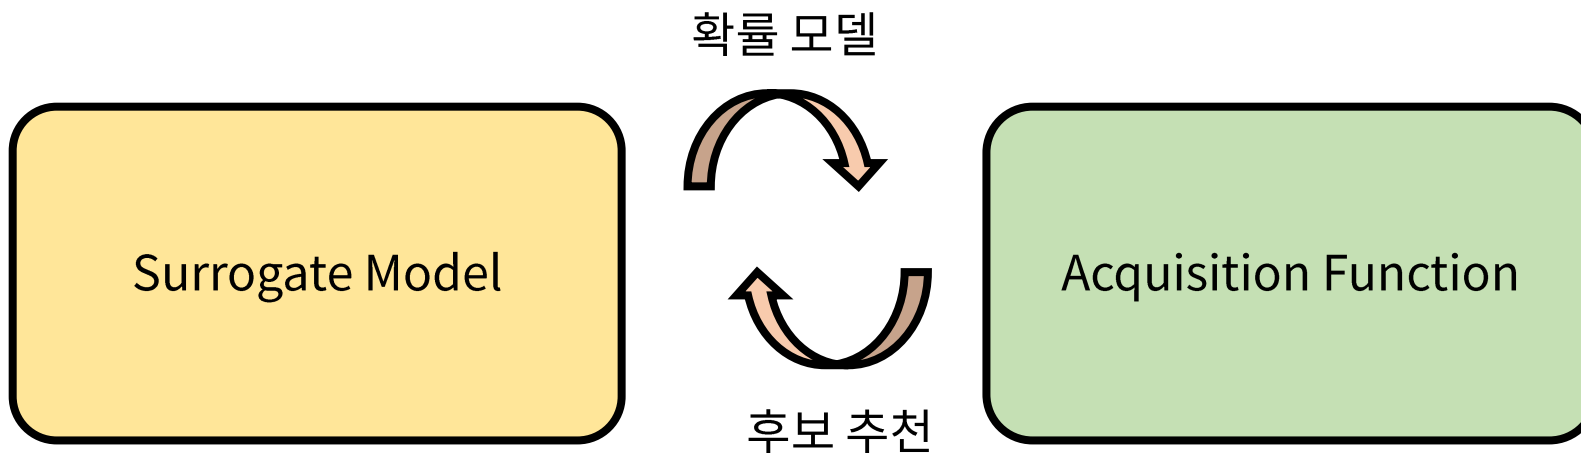 확률 모델
Surrogate Model
Acquisition Function
후보 추천